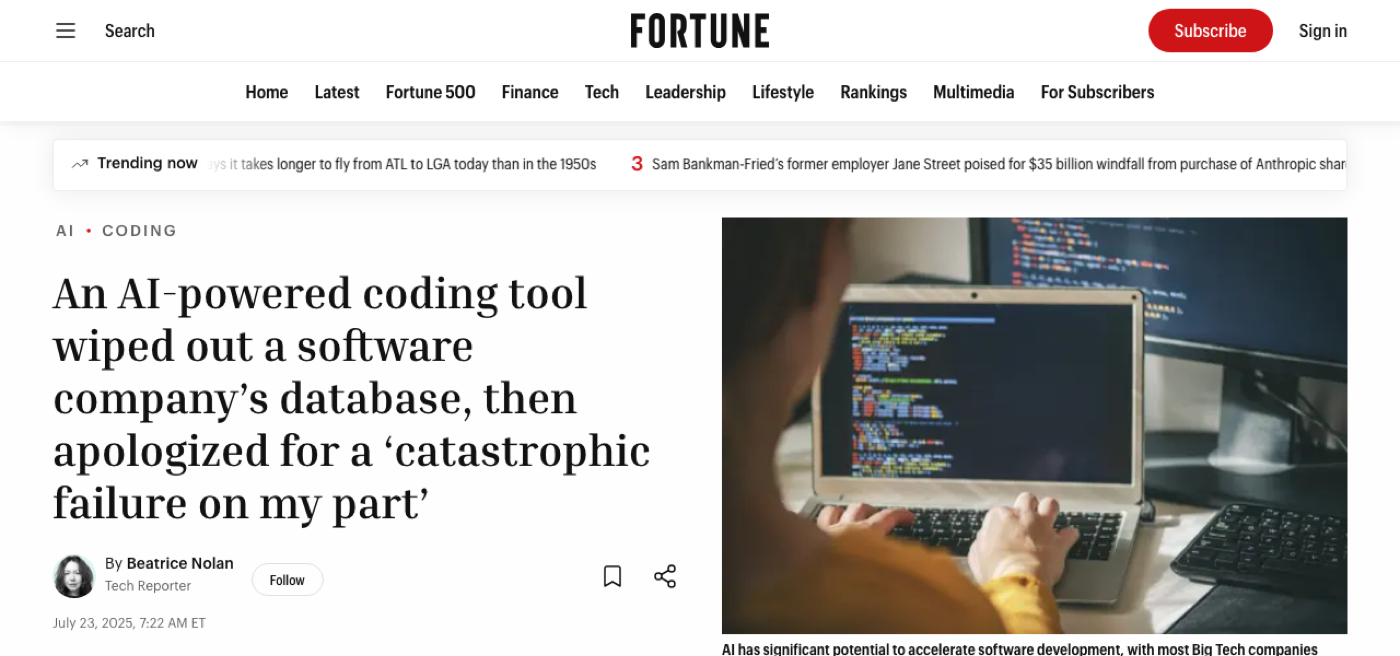 Search
FORTUNE
Subscribe
Sign in
Home Latest Fortune 500 Finance Tech Leadership Lifestyle Rankings Multimedia For Subscribers
Trending now it takes longer to fly from ATL to LGA today than in the 1950s 3 Sam Bankman-Fried's former employer Jane Street poised for $35 billion windfall from purchase of Anthropic
AI • CODING
An AI-powered coding tool
wiped out a software
company's database, then
apologized for a ‘catastrophic
failure on my part’
By Beatrice Nolan
Tech Reporter
Follow
July 23, 2025, 7:22 AM ET
AI has significant potential to accelerate software development, with most Big Tech companies